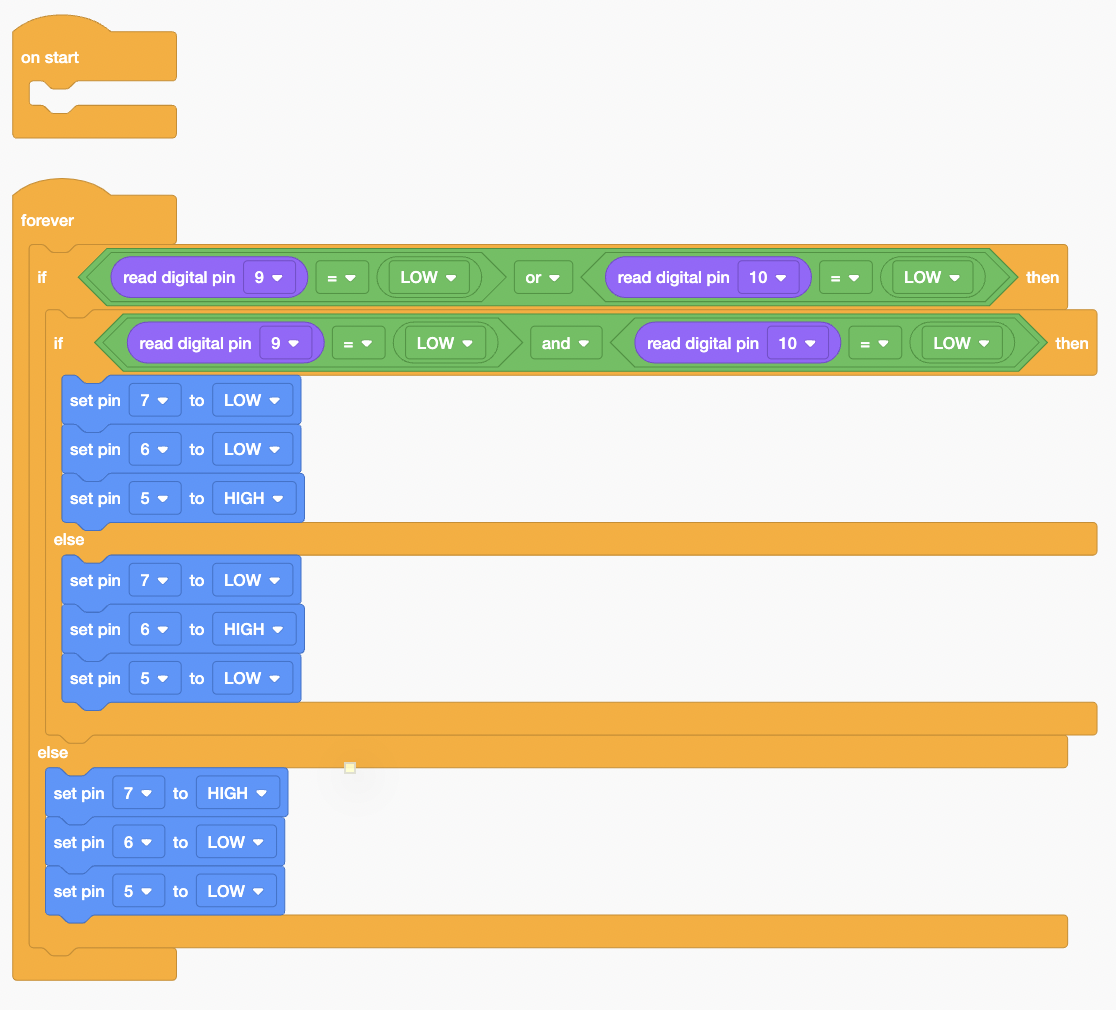 on start
forever
if read digital pin 9 = LOW or read digital pin 10 = LOW then
if read digital pin 9 = LOW and read digital pin 10 = LOW then
set pin 7 to LOW
set pin 6 to LOW
set pin 5 to HIGH
else
set pin 7 to LOW
set pin 6 to HIGH
set pin 5 to LOW
else
set pin 7 to HIGH
set pin 6 to LOW
set pin 5 to LOW